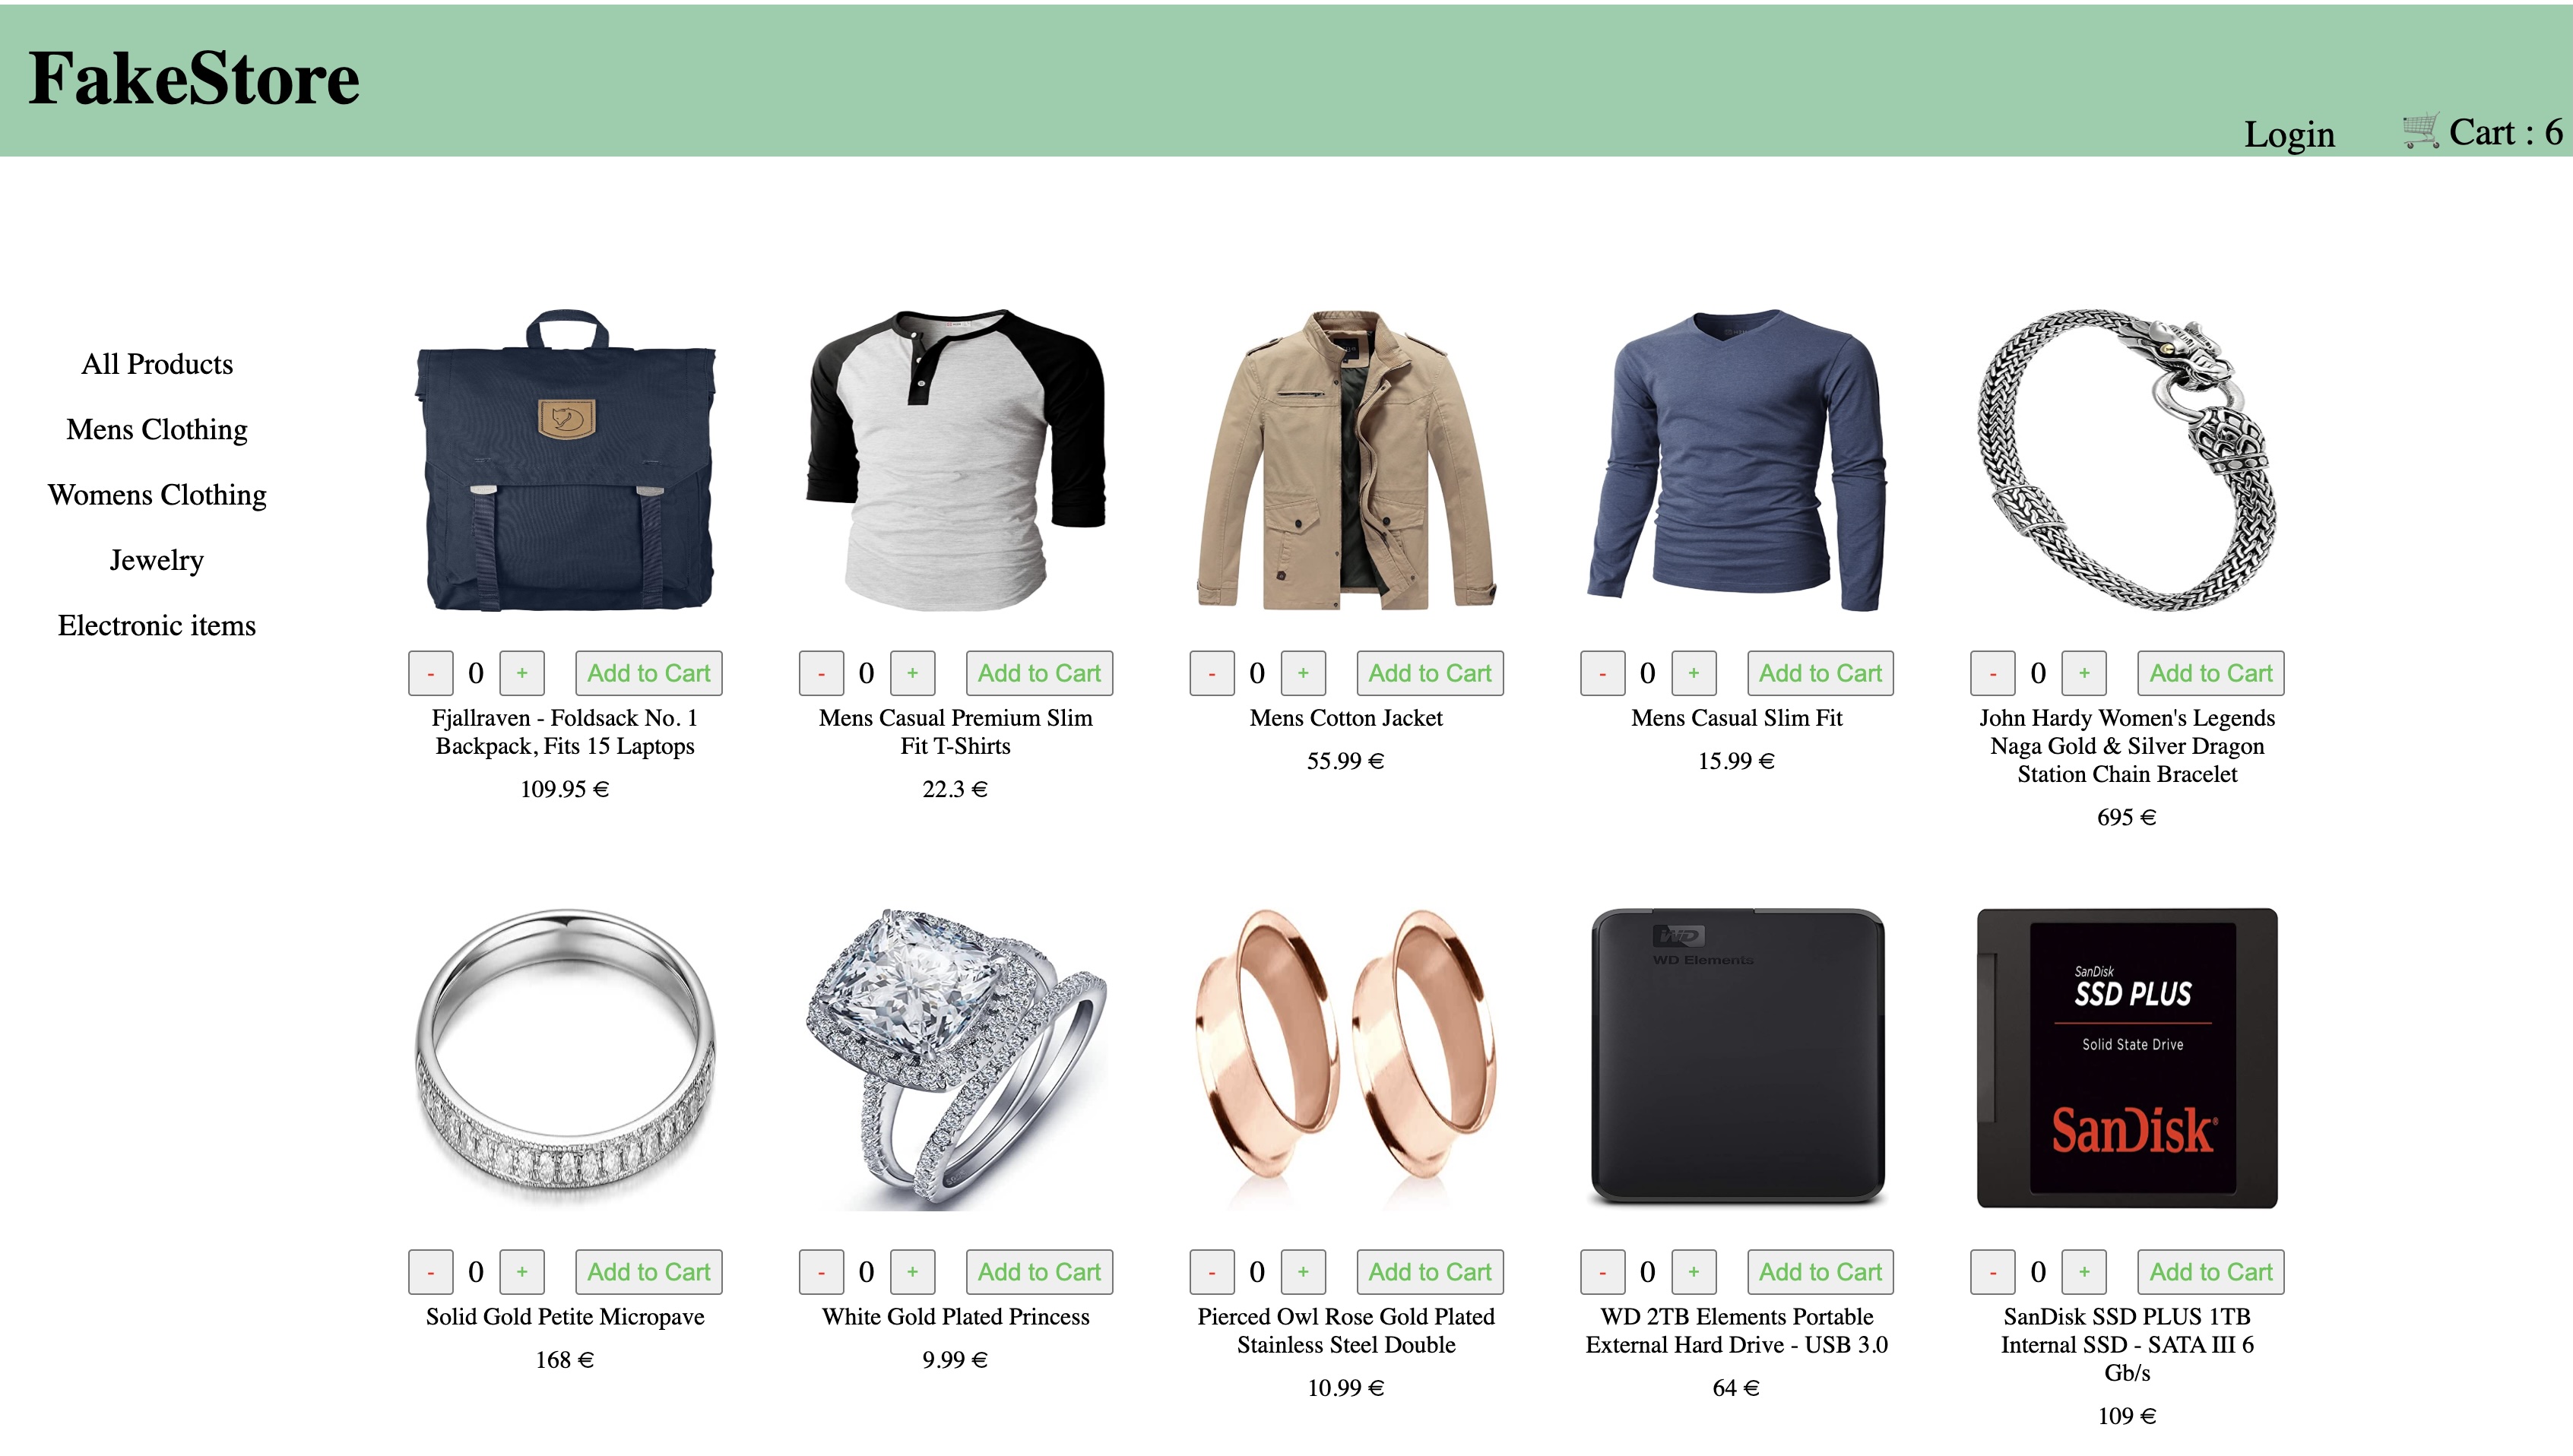 FakeStore
Login
Cart : 6
All Products
Mens Clothing
Womens Clothing
Jewelry
Electronic items
- 0 + Add to Cart
Fjallraven - Foldsack No. 1
Backpack, Fits 15 Laptops
109.95 €
- 0 + Add to Cart
Mens Casual Premium Slim
Fit T-Shirts
22.3 €
- 0 + Add to Cart
Mens Cotton Jacket
55.99 €
- 0 + Add to Cart
Mens Casual Slim Fit
15.99 €
- 0 + Add to Cart
John Hardy Women's Legends
Naga Gold & Silver Dragon
Station Chain Bracelet
695 €
- 0 + Add to Cart
Solid Gold Petite Micropave
168 €
- 0 + Add to Cart
White Gold Plated Princess
9.99 €
- 0 + Add to Cart
Pierced Owl Rose Gold Plated
Stainless Steel Double
10.99 €
WD
WD Elements
- 0 + Add to Cart
WD 2TB Elements Portable
External Hard Drive - USB 3.0
64 €
SanDisk
SSD PLUS
Solid State Drive
SanDisk®
- 0 + Add to Cart
SanDisk SSD PLUS 1TB
Internal SSD - SATA III 6
Gb/s
109 €